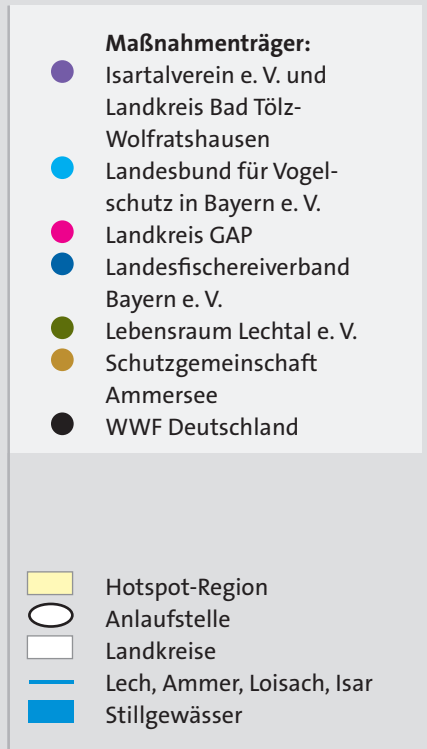 Maßnahmenträger:
Isartalverein e. V. und
Landkreis Bad Tölz-
Wolfratshausen
Landesbund für Vogel-
schutz in Bayern e. V.
Landkreis GAP
Landesfischereiverband
Bayern e. V.
Lebensraum Lechtal e. V.
Schutzgemeinschaft
Ammersee
WWF Deutschland
Hotspot-Region
Anlaufstelle
Landkreise
Lech, Ammer, Loisach, Isar
Stillgewässer